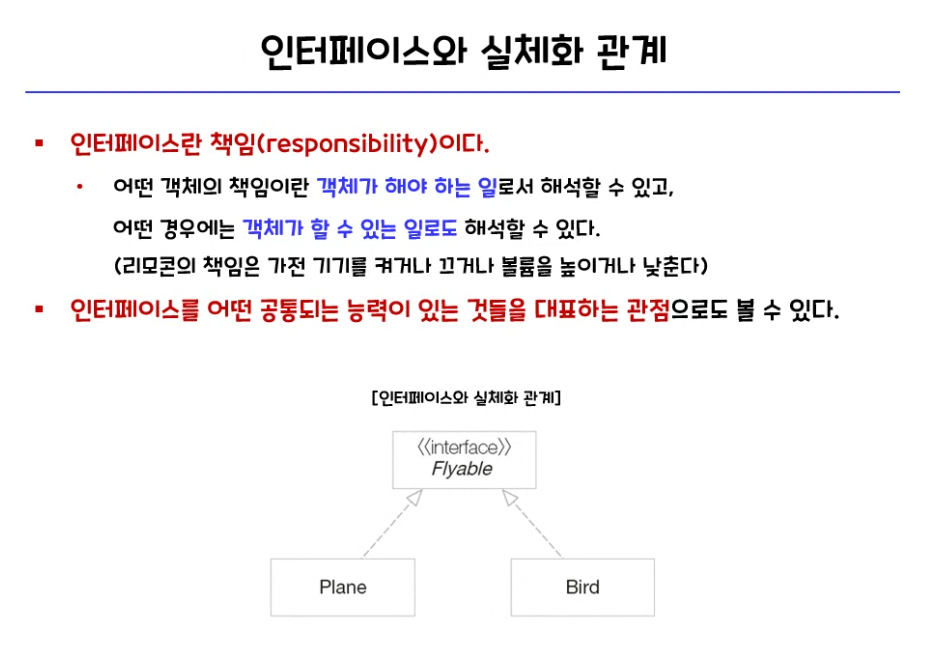 인터페이스와 실체화 관계
▪ 인터페이스란 책임(responsibility)이다.
• 어떤 객체의 책임이란 객체가 해야 하는 일로서 해석할 수 있고,
어떤 경우에는 객체가 할 수 있는 일로도 해석할 수 있다.
(리모콘의 책임은 가전 기기를 켜거나 끄거나 볼륨을 높이거나 낮춘다)
▪ 인터페이스를 어떤 공통되는 능력이 있는 것들을 대표하는 관점으로도 볼 수 있다.
[인터페이스와 실체화 관계]
《interface》
Flyable
Plane
Bird